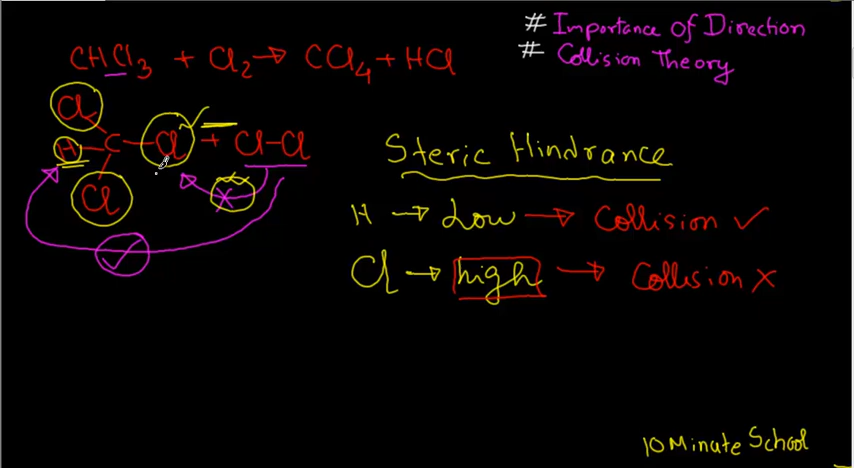 # Importance of Direction
# Collision Theory
CHCl3 + Cl2 → CCl4 + HCl
Cl
H-C-Cl + Cl-Cl
Cl
Steric Hindrance
H → Low → Collision ✓
Cl → high → Collision X
X
✓
10 Minute School